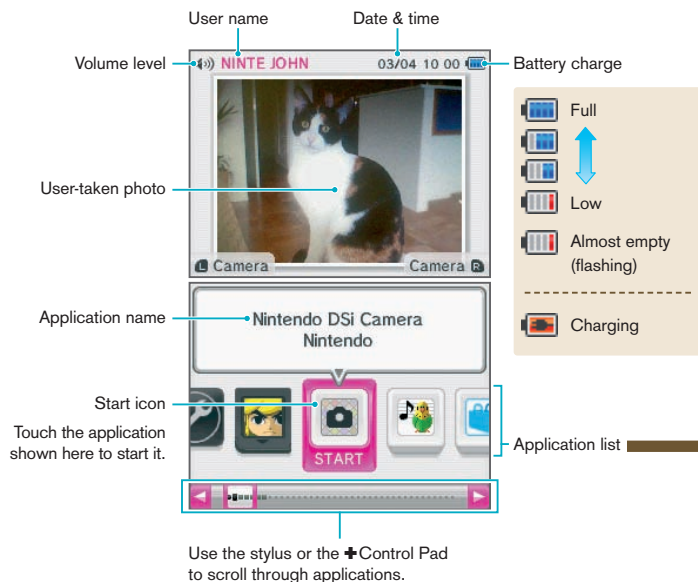 User name
Date & time
Volume level
NINTE JOHN
03/04 10 00
Battery charge
Full
User-taken photo
Low
Almost empty
(flashing)
L Camera
Camera R
Charging
Application name
Nintendo DSi Camera
Nintendo
Start icon
Touch the application
shown here to start it.
START
Application list
Use the stylus or the +Control Pad
to scroll through applications.